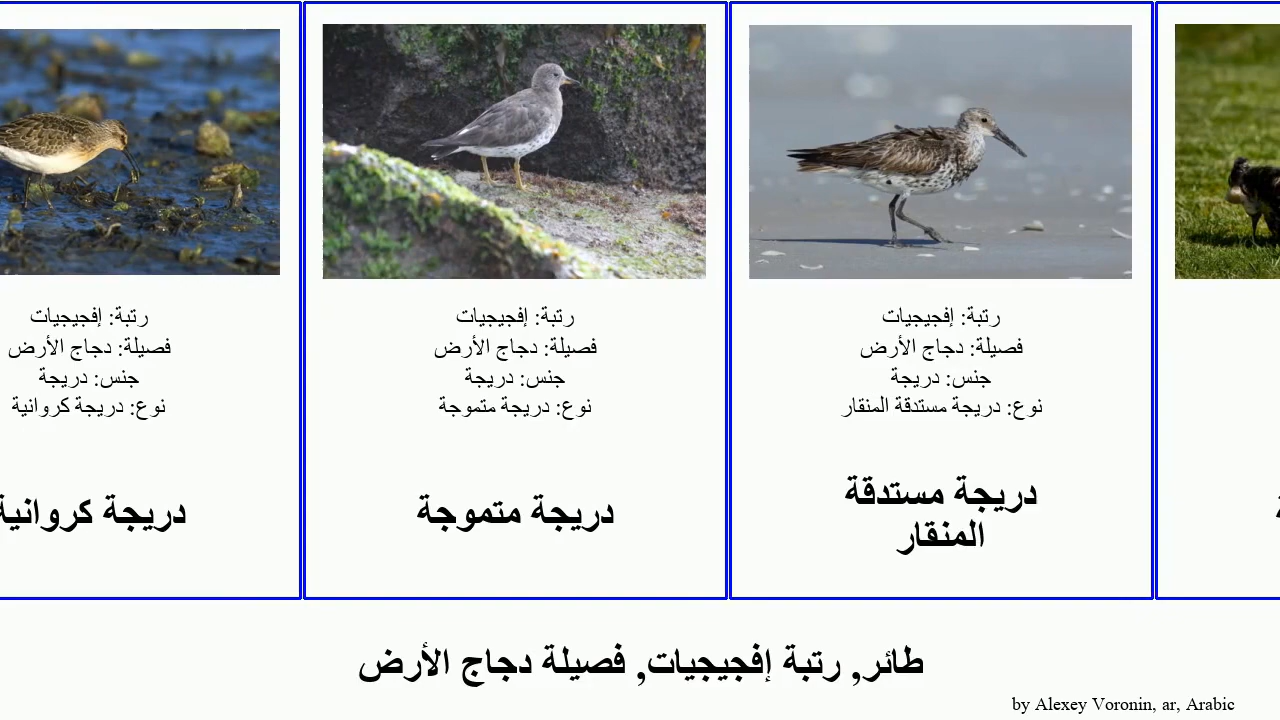 رتبة: إفجيجيات
فصيلة: دجاج الأرض
جنس: دريجة
نوع: دريجة كروانية
دريجة كروانية
رتبة: إفجيجيات
فصيلة: دجاج الأرض
جنس: دريجة
نوع: دريجة متموجة
دريجة متموجة
رتبة: إفجيجيات
فصيلة: دجاج الأرض
جنس: دريجة
نوع: دريجة مستدقة المنقار
دريجة مستدقة
المنقار
طائر, رتبة إفجيجيات, فصيلة دجاج الأرض
by Alexey Voronin, ar, Arabic